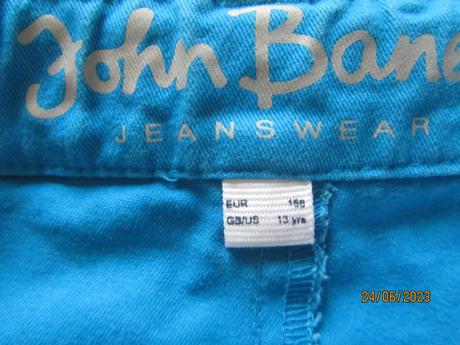 John Bane
JEANSWEAR
EUR 158
GB/US 13 yrs
24/06/2023